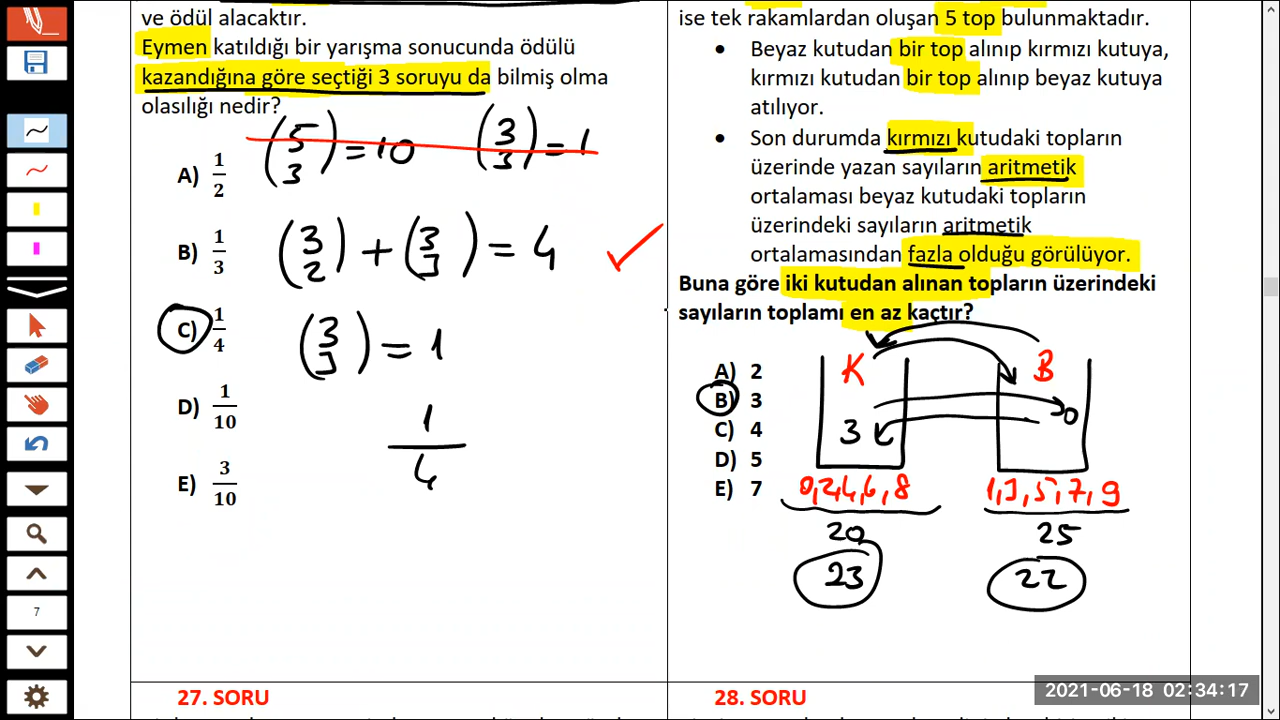 ve ödül alacaktır.
Eymen katıldığı bir yarışma sonucunda ödülü
kazandığına göre seçtiği 3 soruyu da bilmiş olma
olasılığı nedir?
(5 3) = 10 (3 3) = 1
A) 1/2
B) 1/3 (3 2) + (3 3) = 4
C) 1/4 (3 3) = 1
D) 1/10
1/4
E) 3/10
27. SORU
ise tek rakamlardan oluşan 5 top bulunmaktadır.
• Beyaz kutudan bir top alınıp kırmızı kutuya,
kırmızı kutudan bir top alınıp beyaz kutuya
atılıyor.
• Son durumda kırmızı kutudaki topların
üzerinde yazan sayıların aritmetik
ortalaması beyaz kutudaki topların
üzerindeki sayıların aritmetik
ortalamasından fazla olduğu görülüyor.
Buna göre iki kutudan alınan topların üzerindeki
sayıların toplamı en az kaçtır?
A) 2 K B
B) 3 0
C) 4 3
D) 5
E) 7 0,2,4,6,8 1,3,5,7,9
20 25
23 22
28. SORU
7
2021-06-18 02:34:17